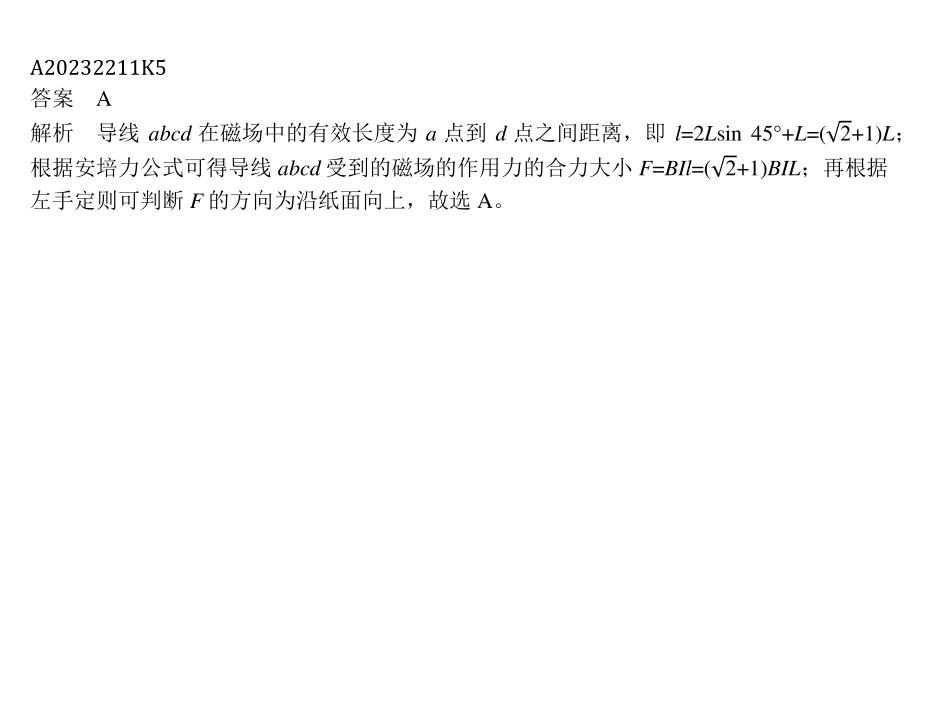 A20232211K5
答案 A
解析 导线 abcd 在磁场中的有效长度为 a 点到 d 点之间距离，即 l=2Lsin 45°+L=(√2+1)L；
根据安培力公式可得导线 abcd 受到的磁场的作用力的合力大小 F=BIl=(√2+1)BIL；再根据
左手定则可判断 F 的方向为沿纸面向上，故选 A。